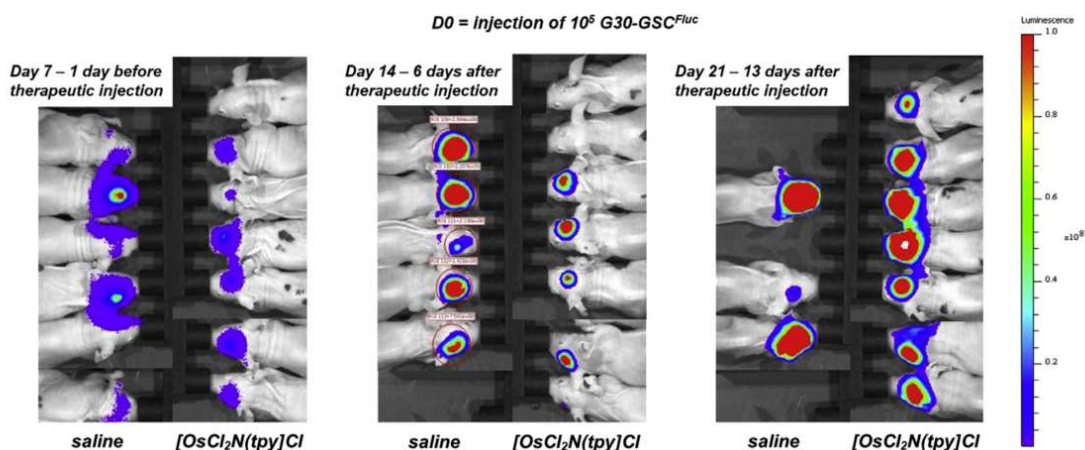 D0 = injection of 10⁵ G30-GSCᶠˡᵘᶜ
Luminescence
Day 7 – 1 day before
therapeutic injection
Day 14 – 6 days after
therapeutic injection
Day 21 – 13 days after
therapeutic injection
1.0
0.8
0.6
x10⁸
0.4
0.2
saline
[OsCl₂N(tpy]Cl
saline
[OsCl₂N(tpy]Cl
saline
[OsCl₂N(tpy]Cl